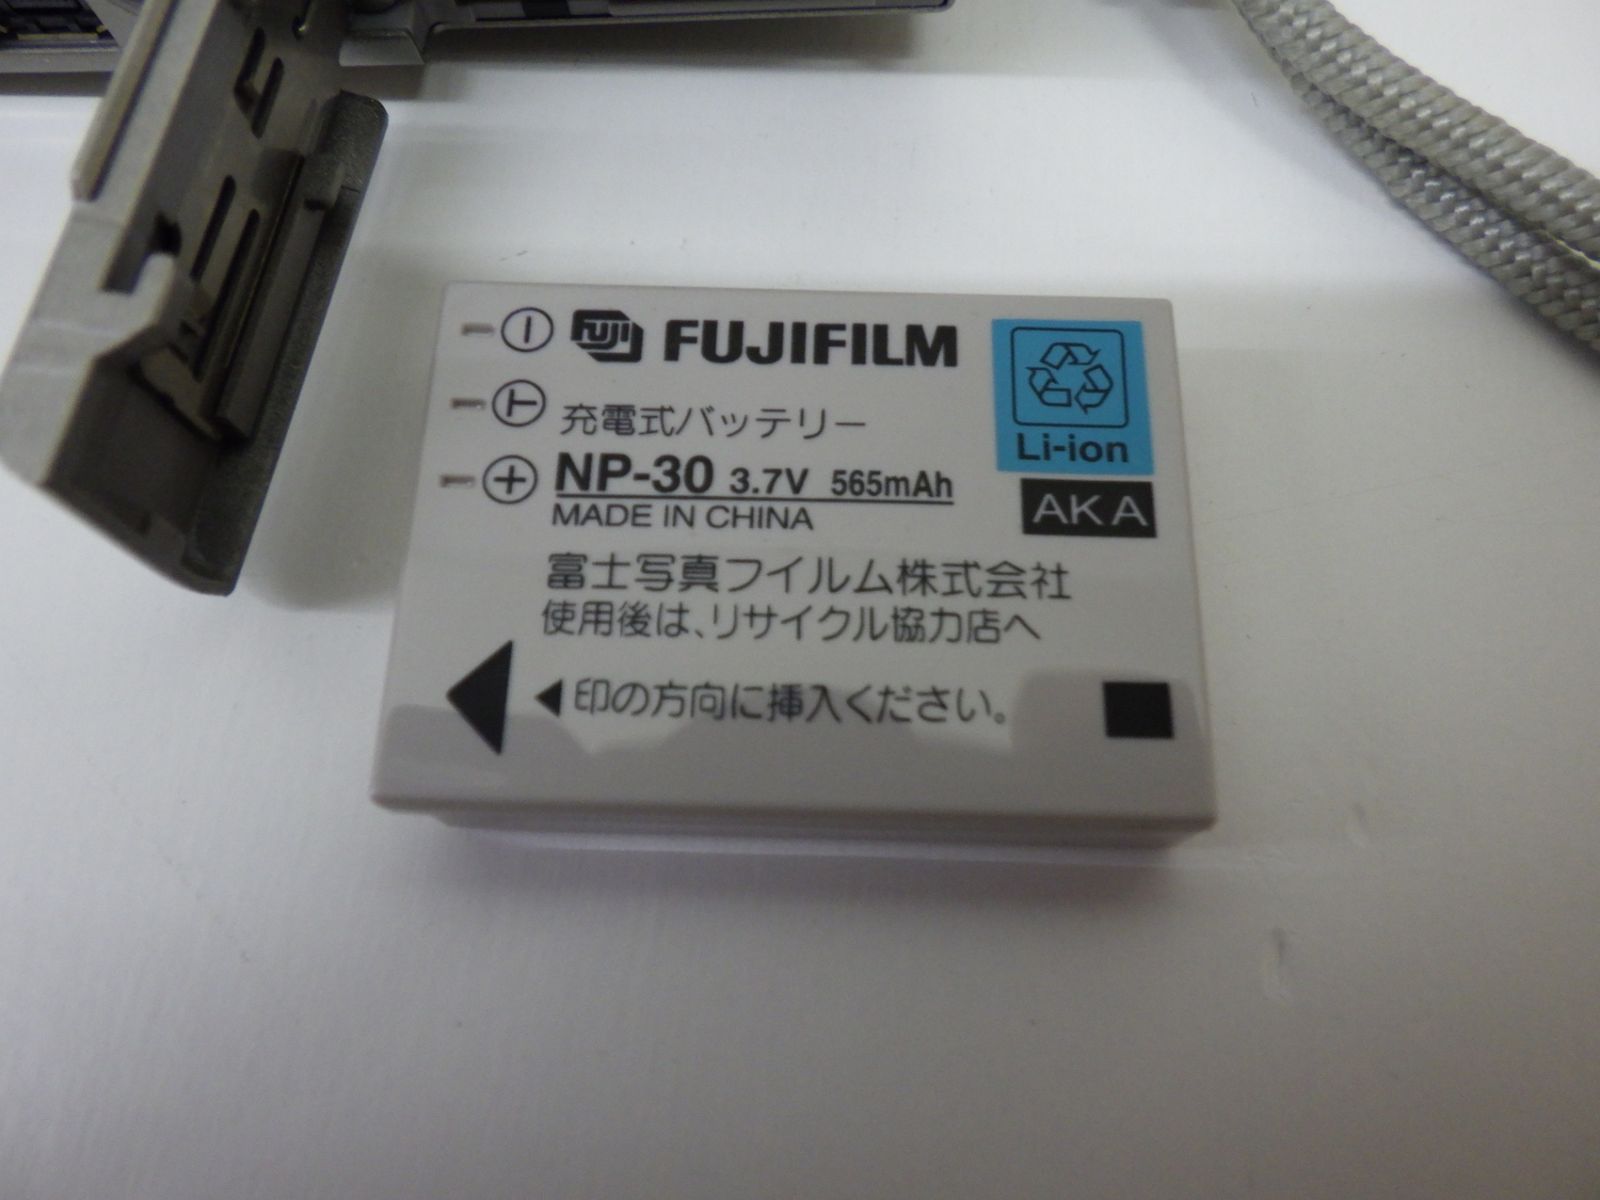 FUJI FUJIFILM
充電式バッテリー
NP-30 3.7V 565mAh
MADE IN CHINA
Li-ion
AKA
富士写真フイルム株式会社
使用後は、リサイクル協力店へ
◀印の方向に挿入ください。